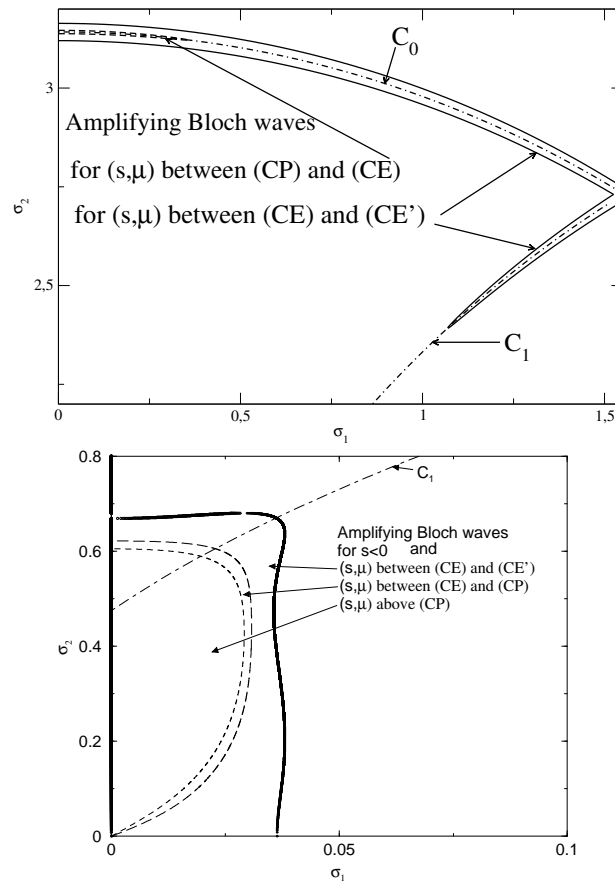 C0
3
Amplifying Bloch waves
for (s,μ) between (CP) and (CE)
σ2
for (s,μ) between (CE) and (CE')
2,5
C1
0 0,5 1 1,5
σ1
0.8
C1
Amplifying Bloch waves
for s<0 and
(s,μ) between (CE) and (CE')
0.6
(s,μ) between (CE) and (CP)
(s,μ) above (CP)
σ2
0.4
0.2
0
0 0.05 0.1
σ1